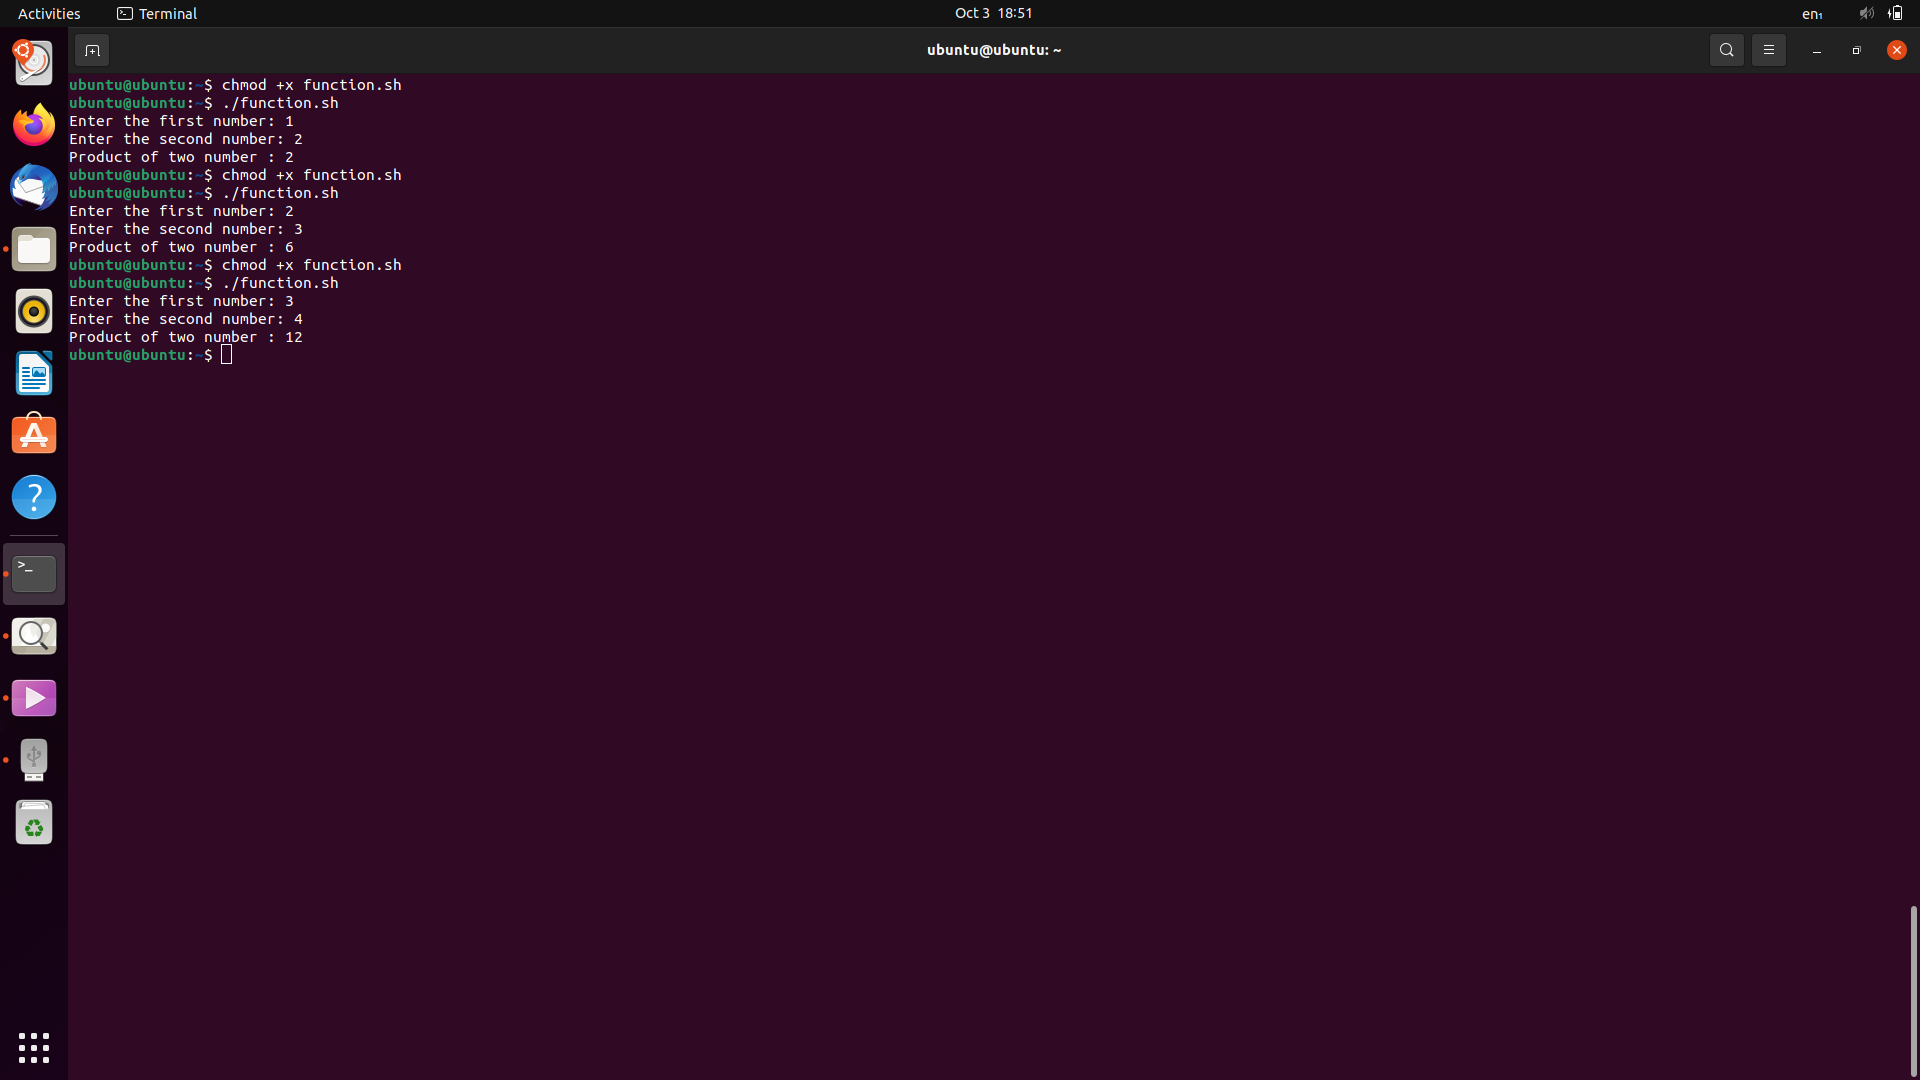 Activities
Terminal
Oct 3 18:51
en₁
ubuntu@ubuntu: ~
ubuntu@ubuntu:~$ chmod +x function.sh
ubuntu@ubuntu:~$ ./function.sh
Enter the first number: 1
Enter the second number: 2
Product of two number : 2
ubuntu@ubuntu:~$ chmod +x function.sh
ubuntu@ubuntu:~$ ./function.sh
Enter the first number: 2
Enter the second number: 3
Product of two number : 6
ubuntu@ubuntu:~$ chmod +x function.sh
ubuntu@ubuntu:~$ ./function.sh
Enter the first number: 3
Enter the second number: 4
Product of two number : 12
ubuntu@ubuntu:~$